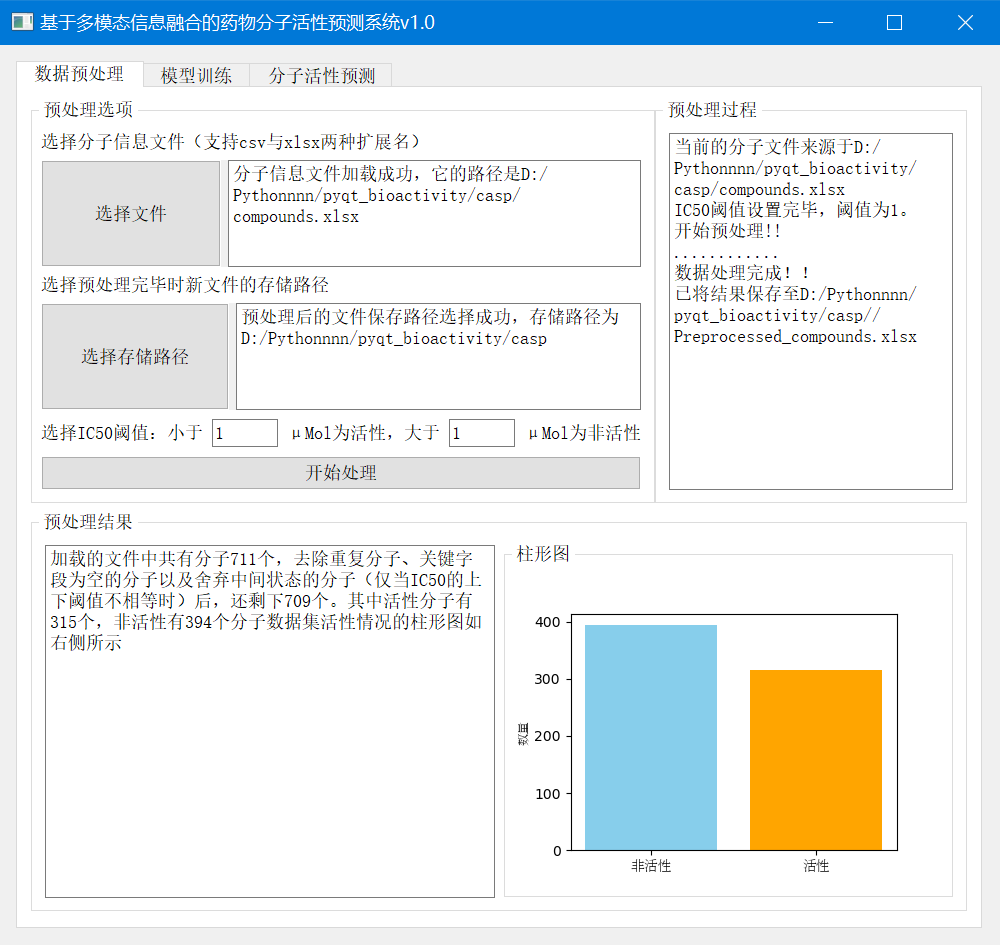 基于多模态信息融合的药物分子活性预测系统v1.0
数据预处理
模型训练
分子活性预测
预处理选项
选择分子信息文件（支持csv与xlsx两种扩展名）
选择文件
分子信息文件加载成功，它的路径是D:/
Pythonnnn/pyqt_bioactivity/casp/
compounds.xlsx
选择预处理完毕时新文件的存储路径
选择存储路径
预处理后的文件保存路径选择成功，存储路径为
D:/Pythonnnn/pyqt_bioactivity/casp
选择IC50阈值：小于 1 μMol为活性，大于 1 μMol为非活性
开始处理
预处理过程
当前的分子文件来源于D:/
Pythonnnn/pyqt_bioactivity/
casp/compounds.xlsx
IC50阈值设置完毕，阈值为1。
开始预处理!!
............
数据处理完成！！
已将结果保存至D:/Pythonnnn/
pyqt_bioactivity/casp//
Preprocessed_compounds.xlsx
预处理结果
加载的文件中共有分子711个，去除重复分子、关键字
段为空的分子以及舍弃中间状态的分子（仅当IC50的上
下阈值不相等时）后，还剩下709个。其中活性分子有
315个，非活性有394个分子数据集活性情况的柱形图如
右侧所示
柱形图
400
300
200
100
0
数量
非活性
活性